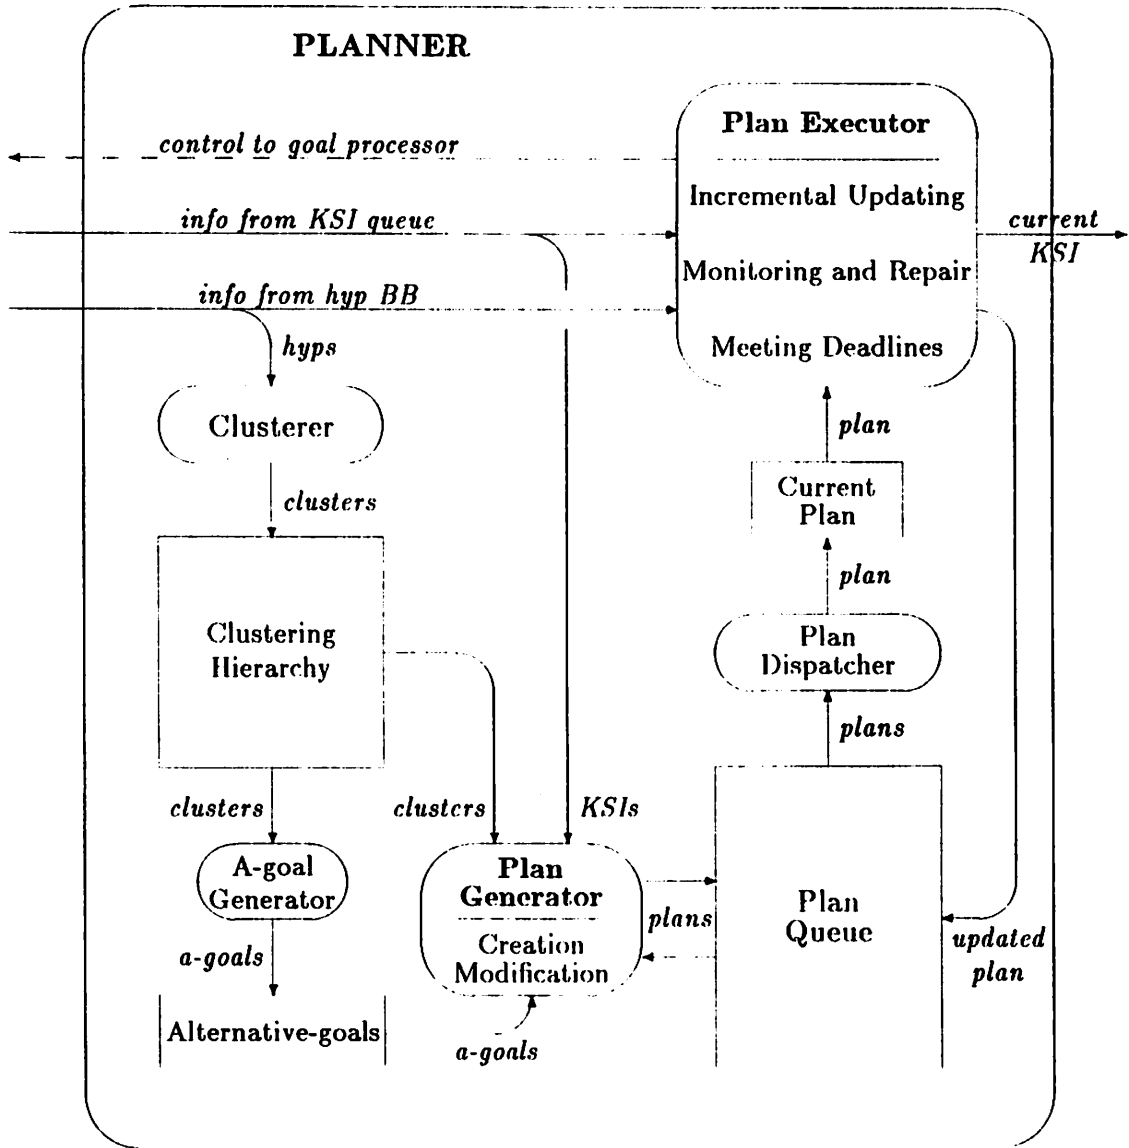 PLANNER
Plan Executor
control to goal processor
Incremental Updating
info from KSI queue
current
KSI
Monitoring and Repair
info from hyp BB
hyps
Meeting Deadlines
Clusterer
plan
clusters
Current
Plan
plan
Clustering
Hierarchy
Plan
Dispatcher
plans
clusters
clusters
KSIs
A-goal
Generator
Plan
Generator
plans
Creation
Modification
Plan
Queue
updated
plan
a-goals
Alternative-goals
a-goals